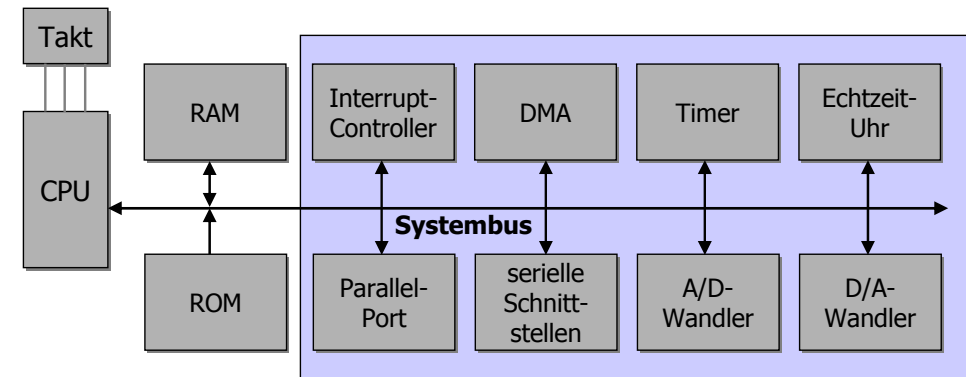 Takt
CPU
RAM
Interrupt-
Controller
DMA
Timer
Echtzeit-
Uhr
Systembus
ROM
Parallel-
Port
serielle
Schnitt-
stellen
A/D-
Wandler
D/A-
Wandler